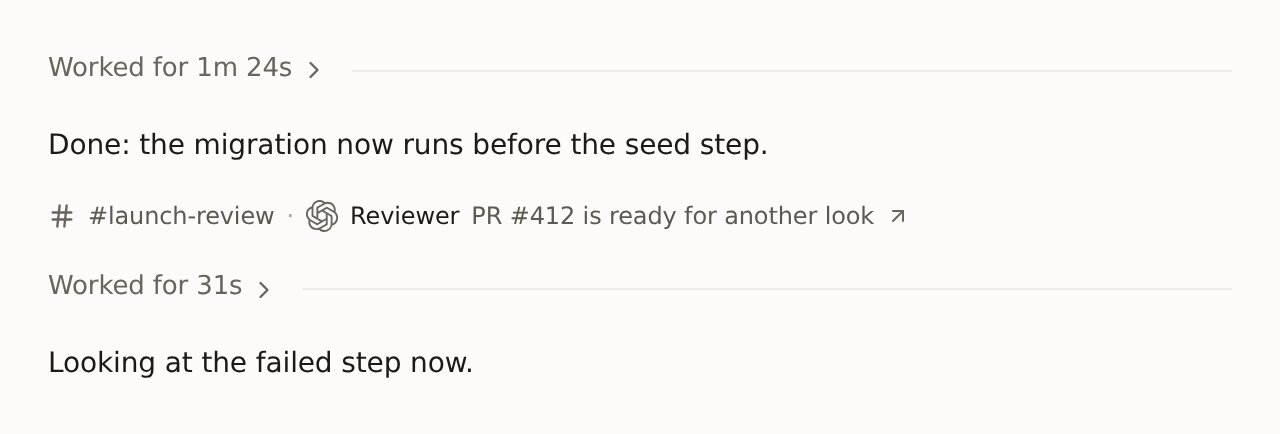 Worked for 1m 24s
Done: the migration now runs before the seed step.
# #launch-review · Reviewer PR #412 is ready for another look
Worked for 31s
Looking at the failed step now.